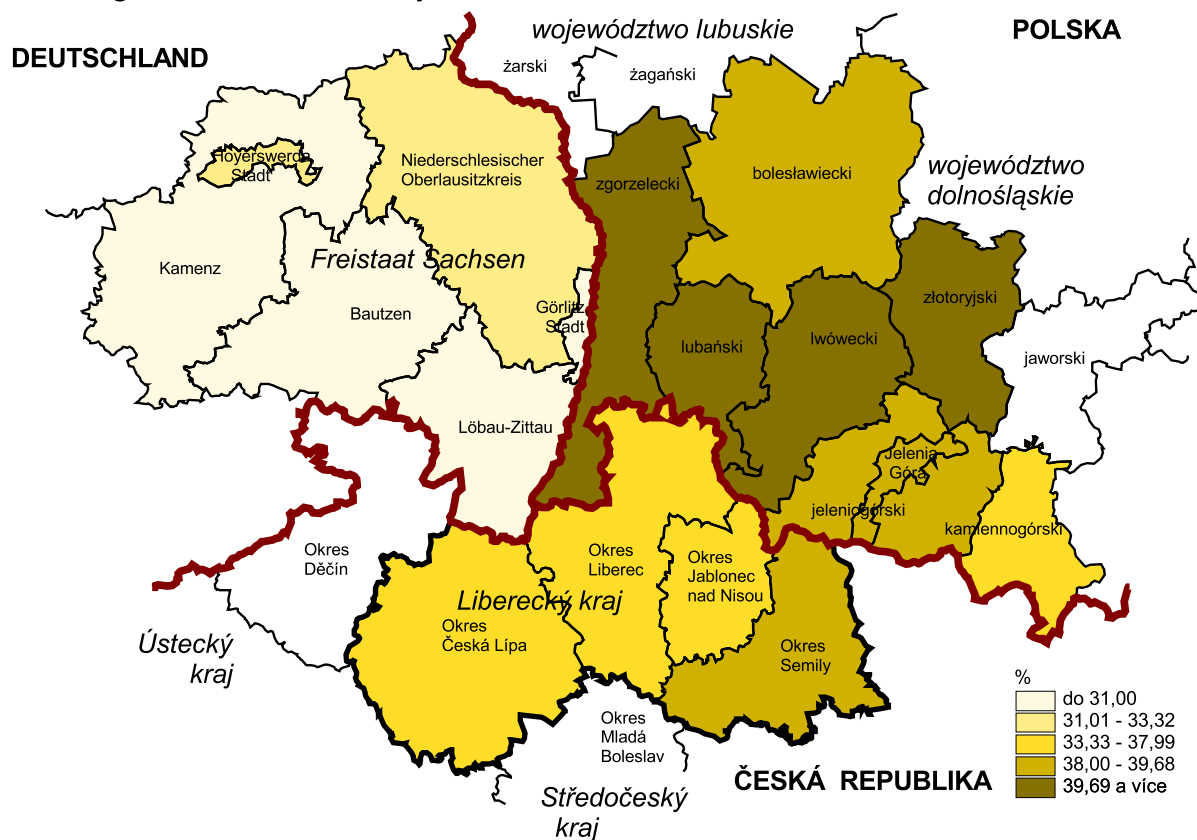 DEUTSCHLAND
województwo lubuskie
POLSKA
żarski
żagański
Hoyerswerda
Stadt
Niederschlesischer
Oberlausitzkreis
zgorzelecki
bolesławiecki
województwo
dolnośląskie
Kamenz
Freistaat Sachsen
Bautzen
Görlitz
Stadt
złotoryjski
lubański
lwówecki
jaworski
Löbau-Zittau
Jelenia
Góra
jeleniogórski
kamiennogórski
Okres
Děčín
Okres
Liberec
Okres
Jablonec
nad Nisou
Liberecký kraj
Okres
Česká Lípa
Okres
Semily
Ústecký
kraj
Okres
Mladá
Boleslav
ČESKÁ REPUBLIKA
Středočeský
kraj
%
do 31,00
31,01 - 33,32
33,33 - 37,99
38,00 - 39,68
39,69 a více